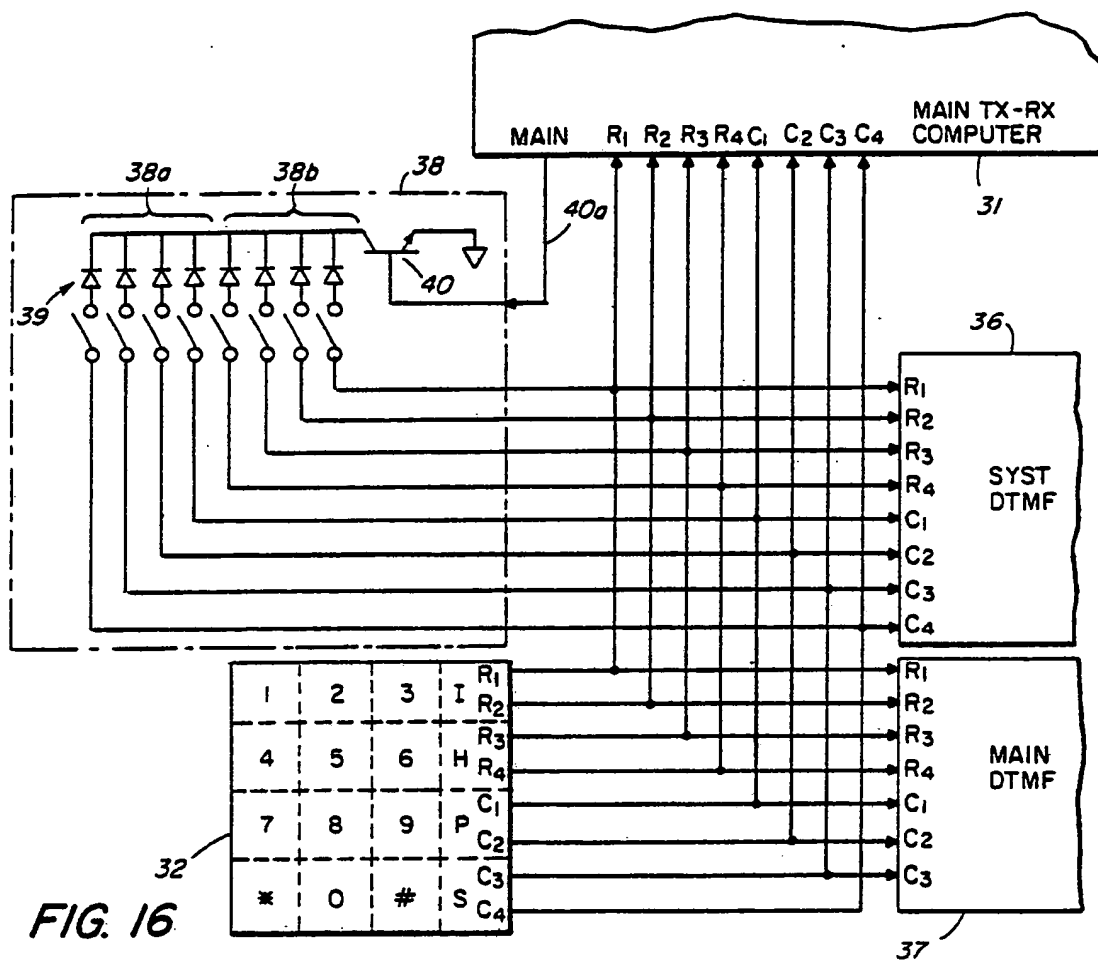 MAIN R1 R2 R3 R4 C1 C2 C3 C4 MAIN TX-RX
COMPUTER
31
38a 38b 38
40a
40
39
36
R1
R2
R3
R4
C1
C2
C3
C4
SYST
DTMF
1 2 3 I R1
R2
4 5 6 H R3
R4
7 8 9 P C1
C2
* 0 # S C3
C4
32
R1
R2
R3
R4
C1
C2
C3
MAIN
DTMF
37
FIG. 16